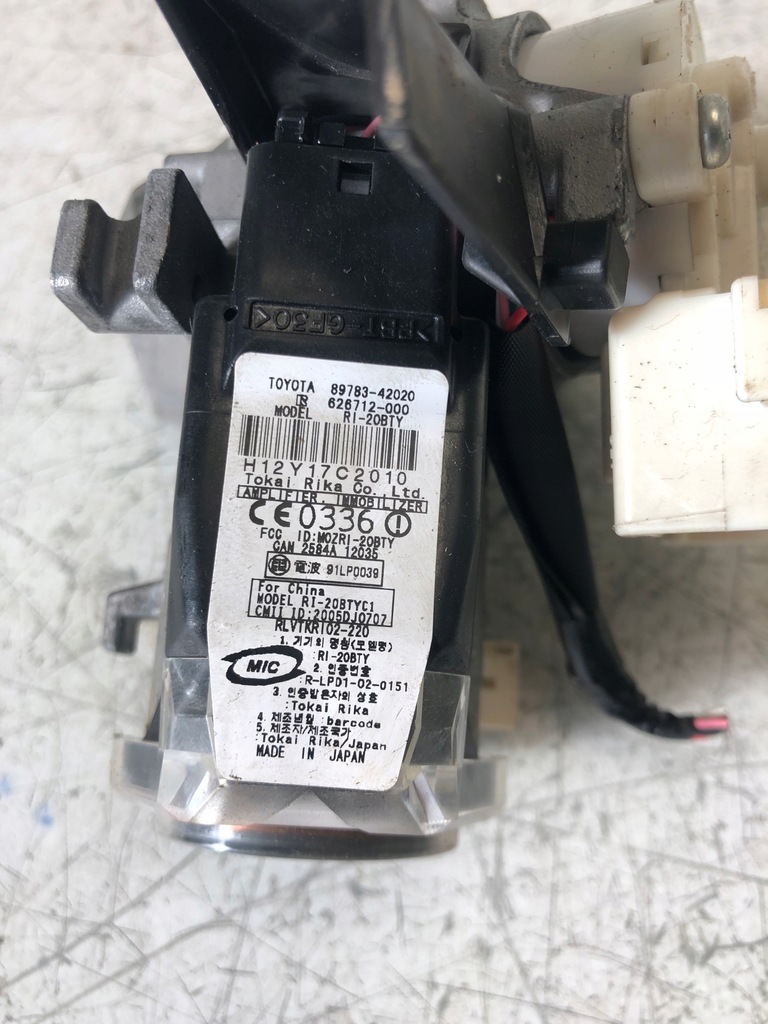 >PBT-GF30<
TOYOTA 89783-42020
626712-000
MODEL RI-20BTY
H12Y17C2010
Tokai Rika Co., Ltd.
AMPLIFIER, IMMOBILIZER
CE0336
FCC ID:MOZRI-20BTY
CAN 2584A 12035
電波 91LP0039
For China
MODEL RI-20BTYC1
CMII ID:2005DJ0707
RLVTKRI02-220
1. 기기의 명칭(모델명)
:RI-20BTY
MIC
2. 인증번호
:R-LPD1-02-0151
3. 인증받은자의 상호
:Tokai Rika
4. 제조년월:barcode
5. 제조자/제조국가
:Tokai Rika/Japan
MADE IN JAPAN